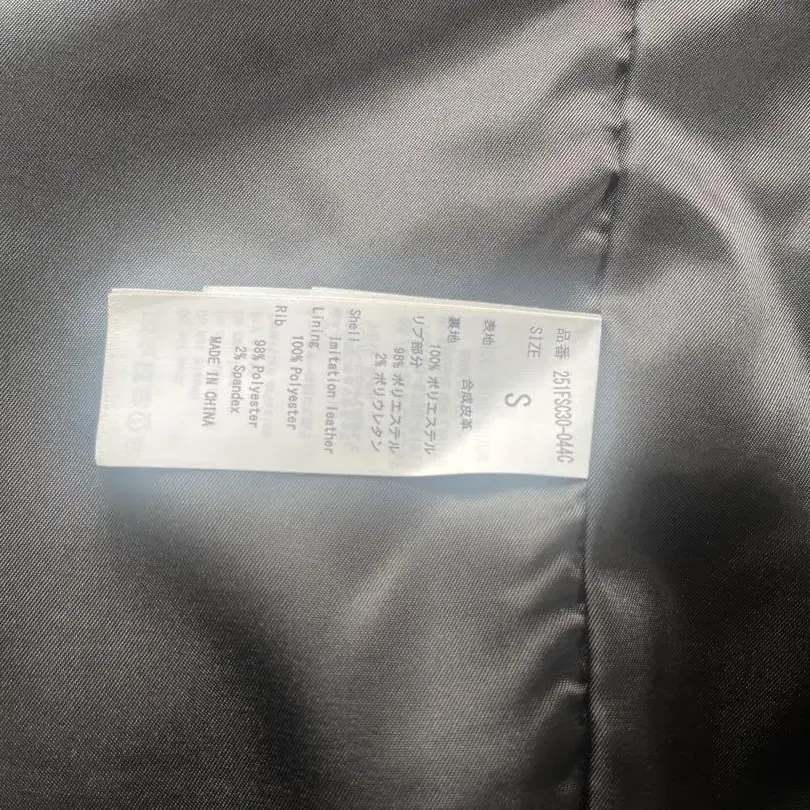 品番 251FSC30-044C
SIZE
S
表地
合成皮革
裏地
100% ポリエステル
リブ部分
98% ポリエステル
2% ポリウレタン
Shell
Imitation leather
Lining
100% Polyester
Rib
98% Polyester
2% Spandex
MADE IN CHINA